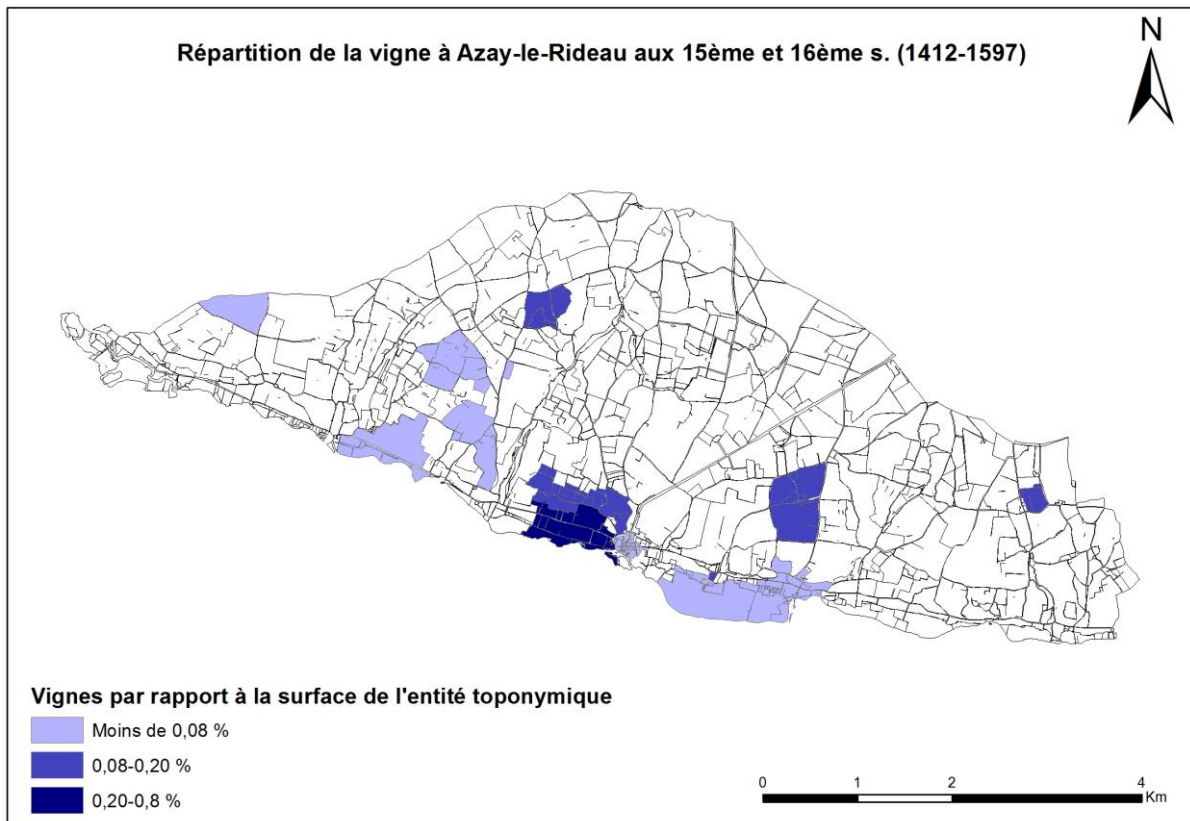 N
Répartition de la vigne à Azay-le-Rideau aux 15ème et 16ème s. (1412-1597)
Vignes par rapport à la surface de l'entité toponymique
Moins de 0,08 %
0,08-0,20 %
0,20-0,8 %
0 1 2 4
Km